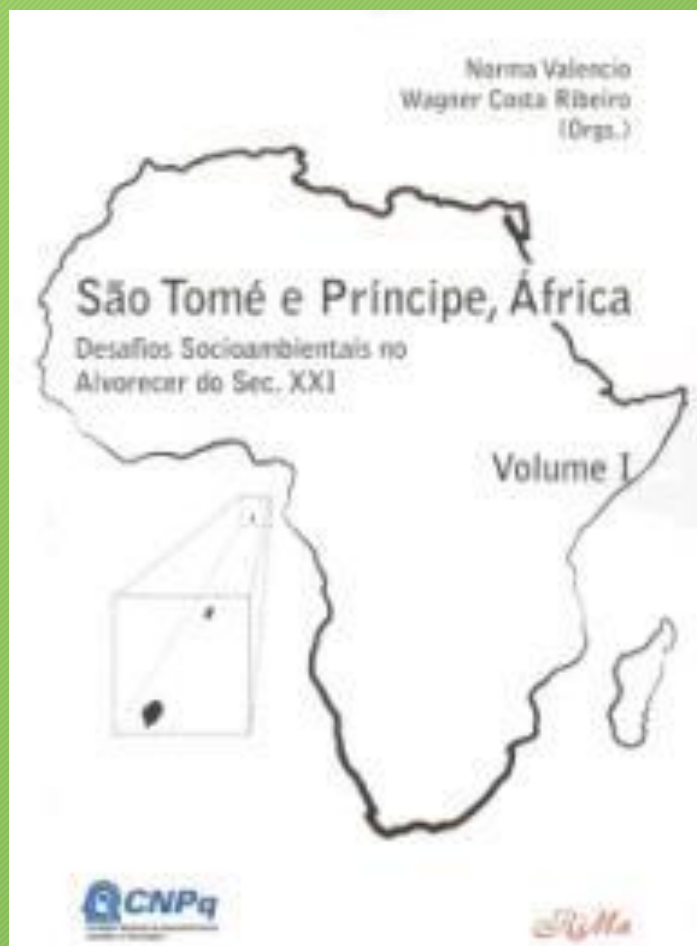 Norma Valencio
Wagner Costa Ribeiro
(Orgs.)
São Tomé e Príncipe, África
Desafios Socioambientais no
Alvorecer do Sec. XXI
Volume I
CNPq
RiMa